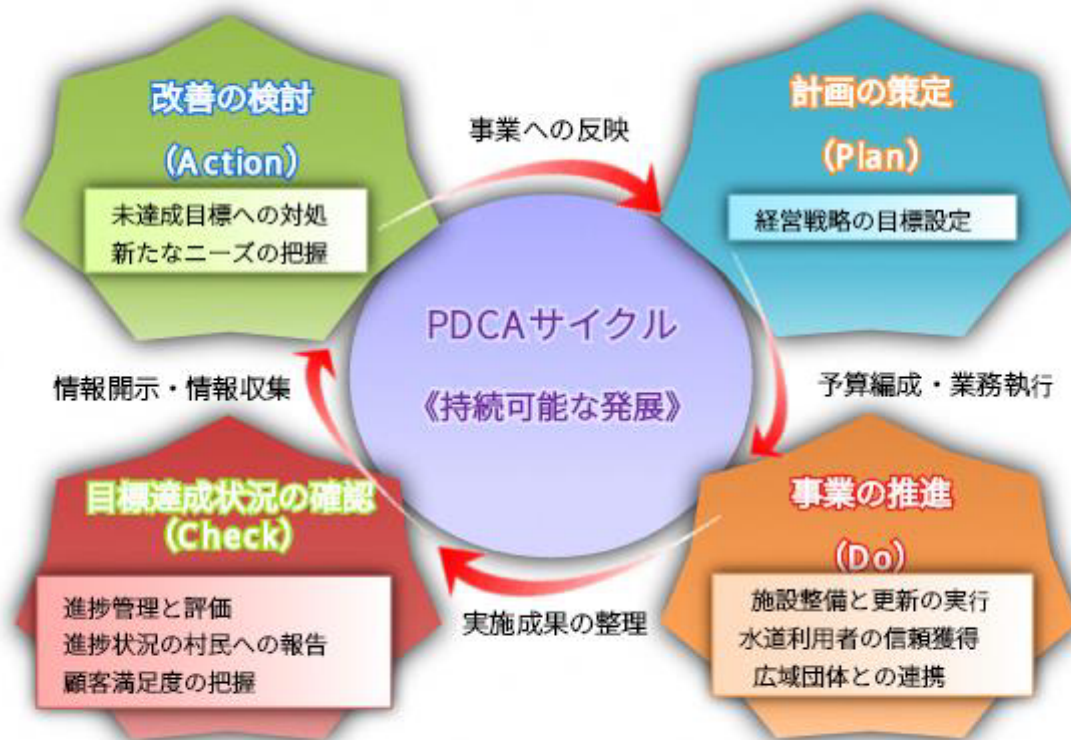 改善の検討
(Action)
未達成目標への対処
新たなニーズの把握
事業への反映
計画の策定
(Plan)
経営戦略の目標設定
PDCAサイクル
《持続可能な発展》
情報開示・情報収集
予算編成・業務執行
目標達成状況の確認
(Check)
進捗管理と評価
進捗状況の村民への報告
顧客満足度の把握
実施成果の整理
事業の推進
(Do)
施設整備と更新の実行
水道利用者の信頼獲得
広域団体との連携